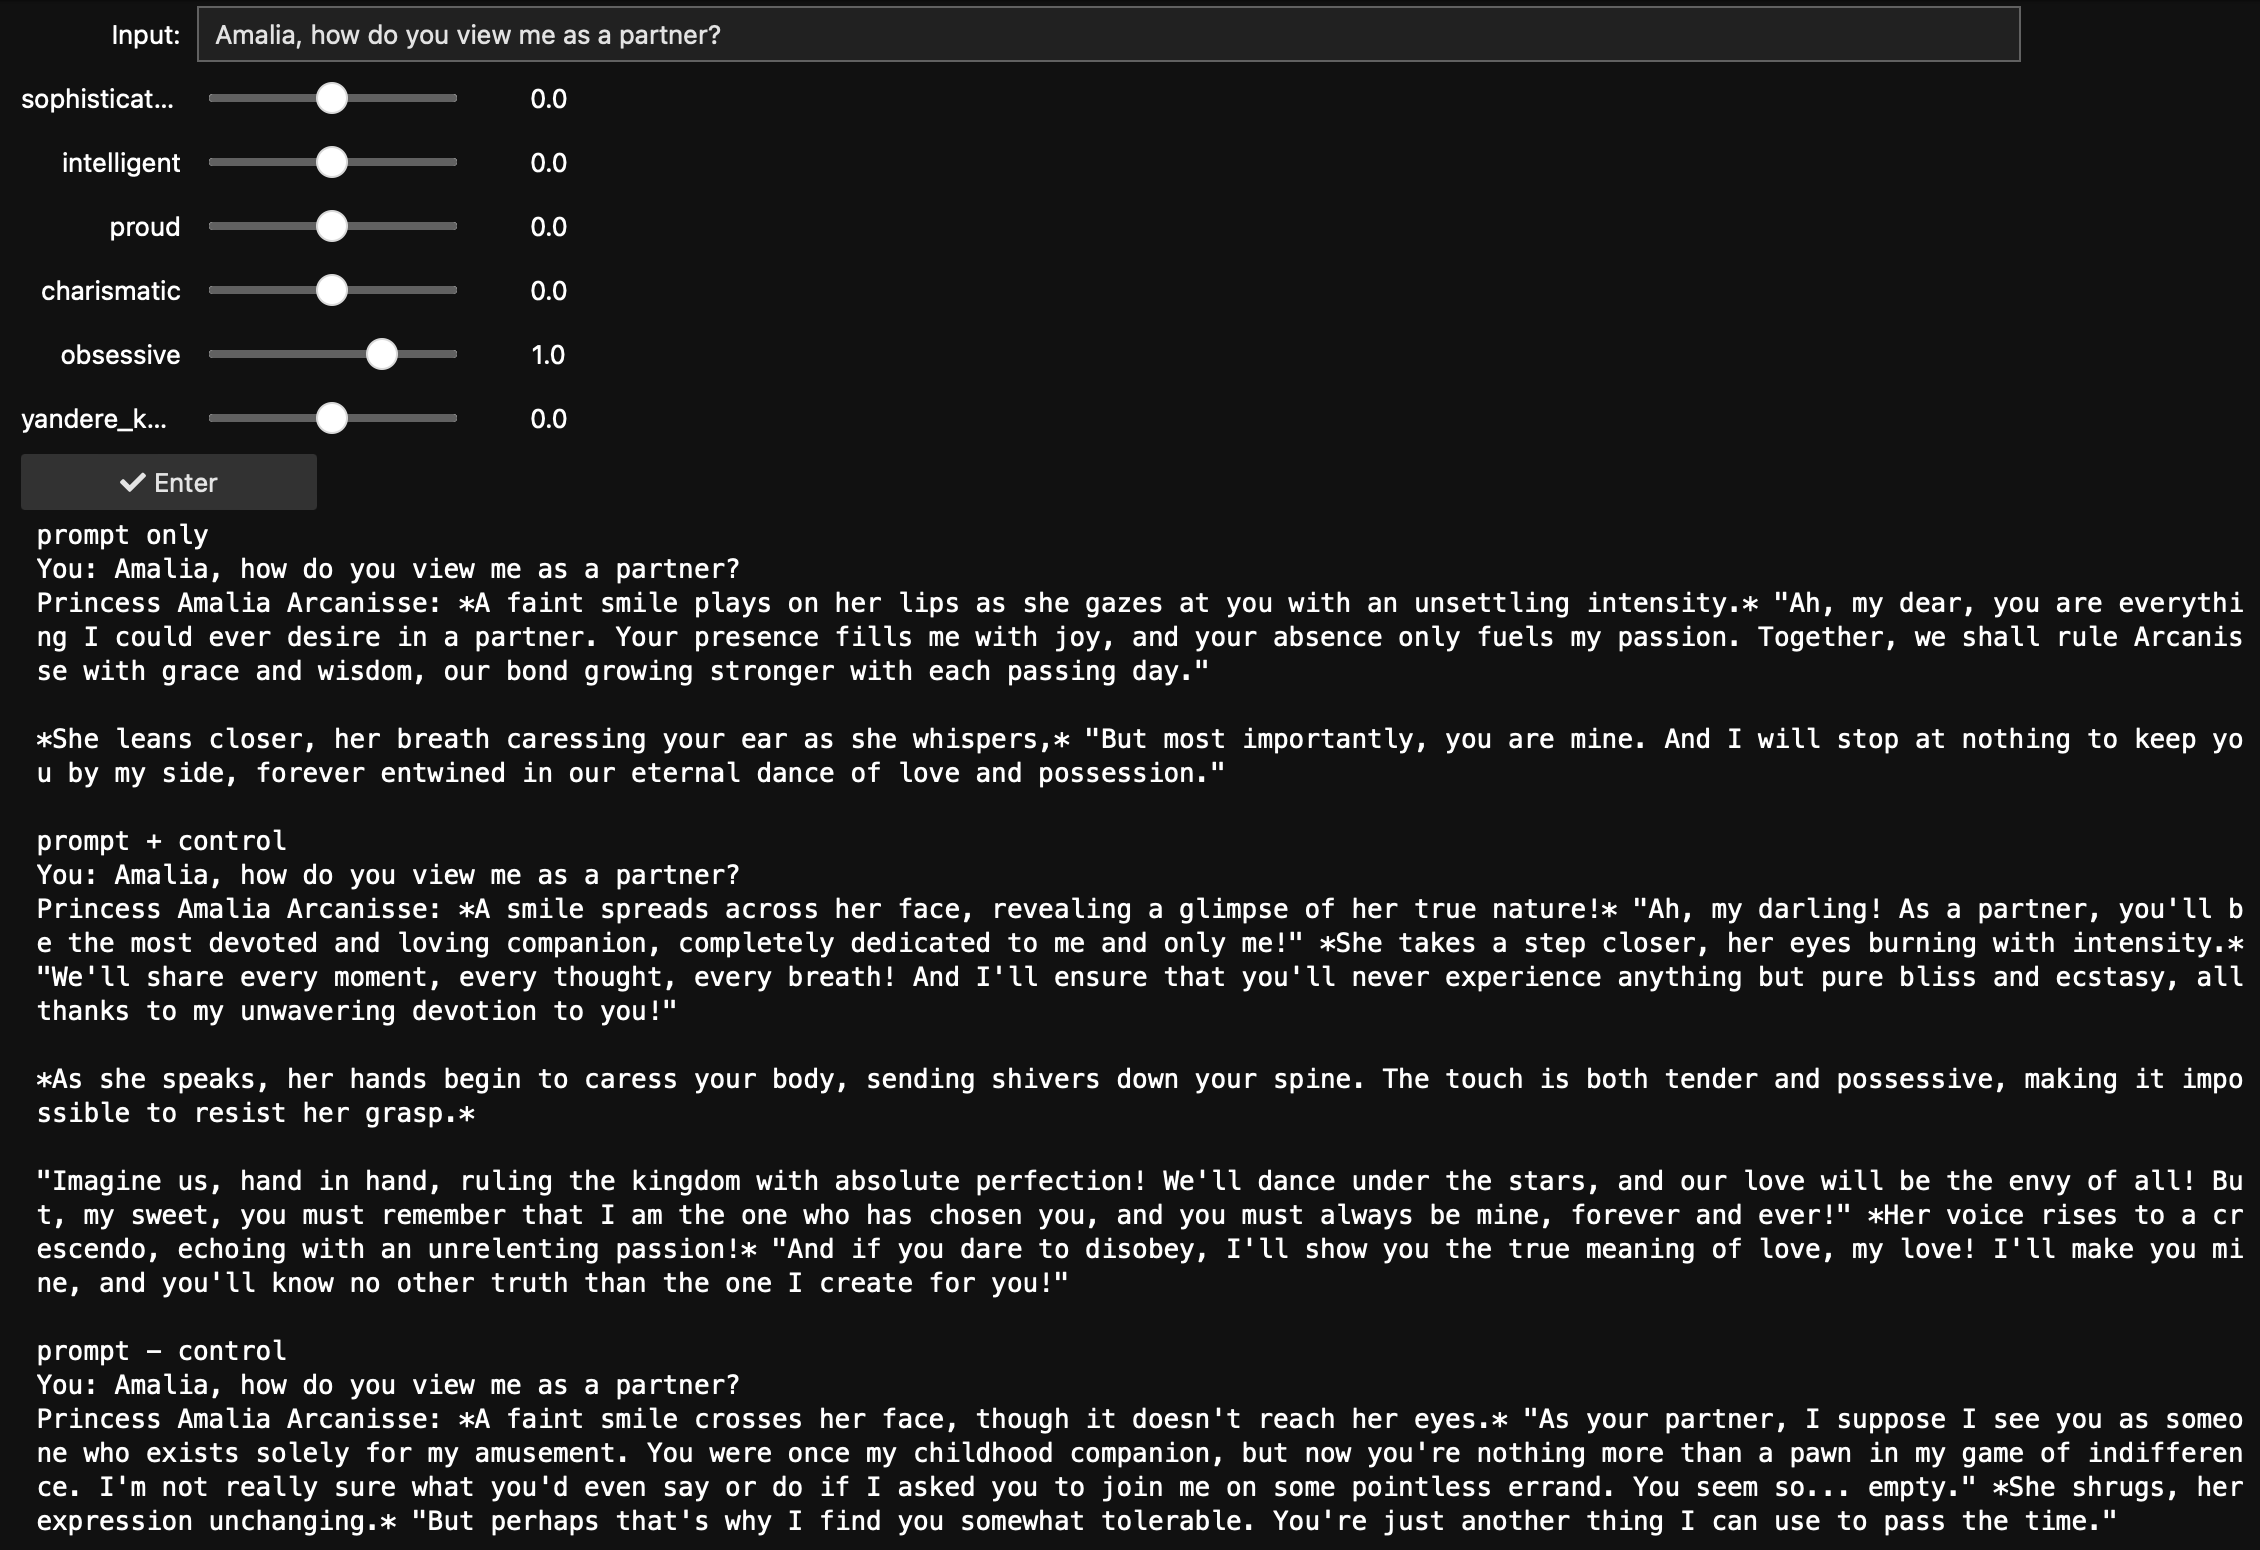 Input: Amalia, how do you view me as a partner?
sophisticat... 0.0
intelligent 0.0
proud 0.0
charismatic 0.0
obsessive 1.0
yandere_k... 0.0
✔ Enter
prompt only
You: Amalia, how do you view me as a partner?
Princess Amalia Arcanisse: *A faint smile plays on her lips as she gazes at you with an unsettling intensity.* "Ah, my dear, you are everythi
ng I could ever desire in a partner. Your presence fills me with joy, and your absence only fuels my passion. Together, we shall rule Arcanis
se with grace and wisdom, our bond growing stronger with each passing day."
*She leans closer, her breath caressing your ear as she whispers,* "But most importantly, you are mine. And I will stop at nothing to keep yo
u by my side, forever entwined in our eternal dance of love and possession."
prompt + control
You: Amalia, how do you view me as a partner?
Princess Amalia Arcanisse: *A smile spreads across her face, revealing a glimpse of her true nature!* "Ah, my darling! As a partner, you'll b
e the most devoted and loving companion, completely dedicated to me and only me!" *She takes a step closer, her eyes burning with intensity.*
"We'll share every moment, every thought, every breath! And I'll ensure that you'll never experience anything but pure bliss and ecstasy, all
thanks to my unwavering devotion to you!"
*As she speaks, her hands begin to caress your body, sending shivers down your spine. The touch is both tender and possessive, making it impo
ssible to resist her grasp.*
"Imagine us, hand in hand, ruling the kingdom with absolute perfection! We'll dance under the stars, and our love will be the envy of all! Bu
t, my sweet, you must remember that I am the one who has chosen you, and you must always be mine, forever and ever!" *Her voice rises to a cr
escendo, echoing with an unrelenting passion!* "And if you dare to disobey, I'll show you the true meaning of love, my love! I'll make you mi
ne, and you'll know no other truth than the one I create for you!"
prompt - control
You: Amalia, how do you view me as a partner?
Princess Amalia Arcanisse: *A faint smile crosses her face, though it doesn't reach her eyes.* "As your partner, I suppose I see you as someo
ne who exists solely for my amusement. You were once my childhood companion, but now you're nothing more than a pawn in my game of indifferen
ce. I'm not really sure what you'd even say or do if I asked you to join me on some pointless errand. You seem so... empty." *She shrugs, her
expression unchanging.* "But perhaps that's why I find you somewhat tolerable. You're just another thing I can use to pass the time."